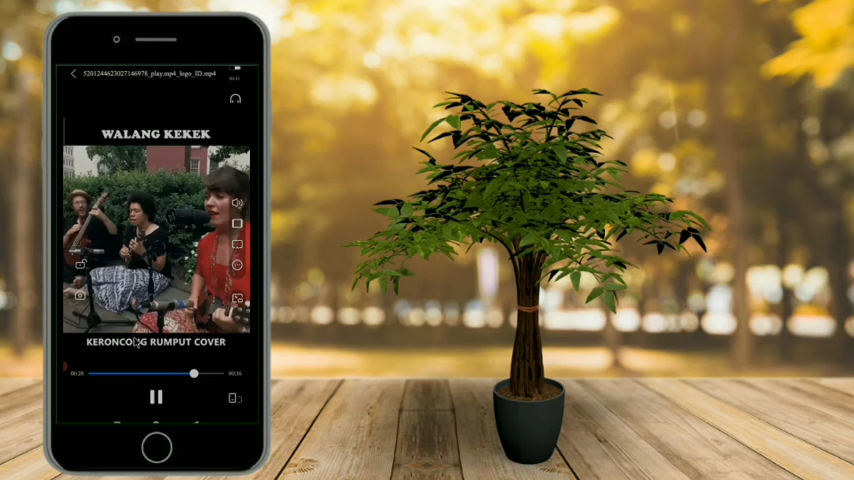 5201244623027146978_play.mp4_logo_ID.mp4
WALANG KEKEK
KERONCONG RUMPUT COVER
00:28
00:36